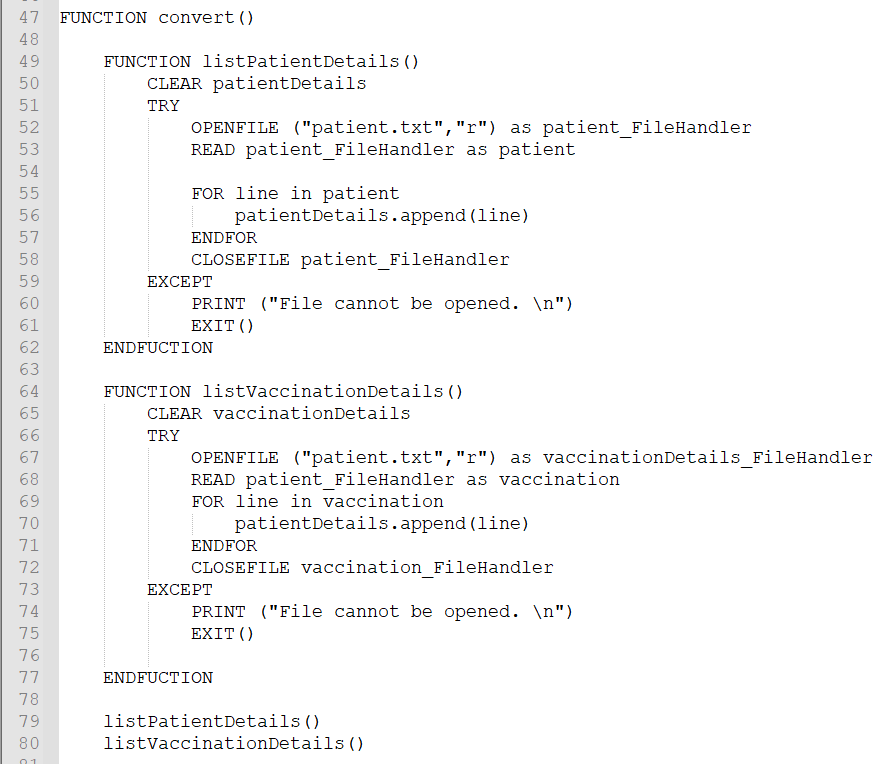 47 FUNCTION convert()
48
49 FUNCTION listPatientDetails()
50 CLEAR patientDetails
51 TRY
52 OPENFILE ("patient.txt","r") as patient_FileHandler
53 READ patient_FileHandler as patient
54
55 FOR line in patient
56 patientDetails.append(line)
57 ENDFOR
58 CLOSEFILE patient_FileHandler
59 EXCEPT
60 PRINT ("File cannot be opened. \n")
61 EXIT()
62 ENDFUCTION
63
64 FUNCTION listVaccinationDetails()
65 CLEAR vaccinationDetails
66 TRY
67 OPENFILE ("patient.txt","r") as vaccinationDetails_FileHandler
68 READ patient_FileHandler as vaccination
69 FOR line in vaccination
70 patientDetails.append(line)
71 ENDFOR
72 CLOSEFILE vaccination_FileHandler
73 EXCEPT
74 PRINT ("File cannot be opened. \n")
75 EXIT()
76
77 ENDFUCTION
78
79 listPatientDetails()
80 listVaccinationDetails()